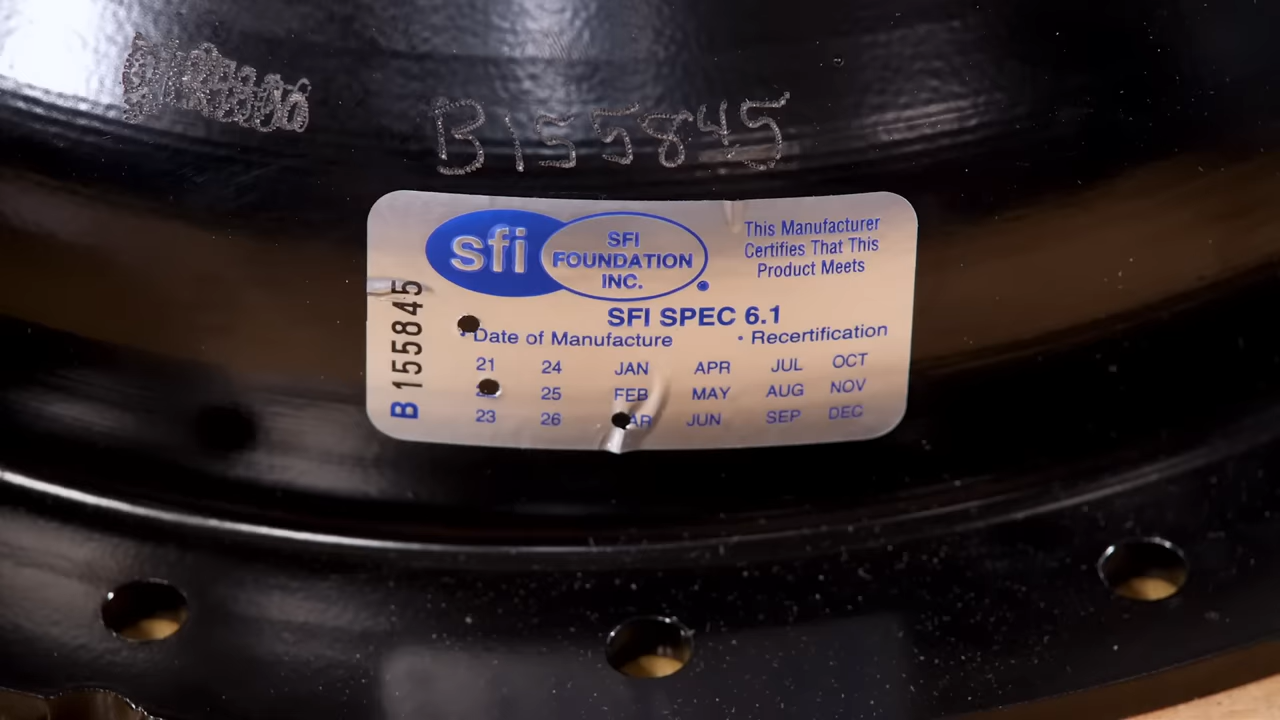 B155845
sfi
SFI
FOUNDATION
INC.
This Manufacturer
Certifies That This
Product Meets
SFI SPEC 6.1
Date of Manufacture • Recertification
21 24 JAN APR JUL OCT
25 FEB MAY AUG NOV
23 26 JUN SEP DEC
B 155845